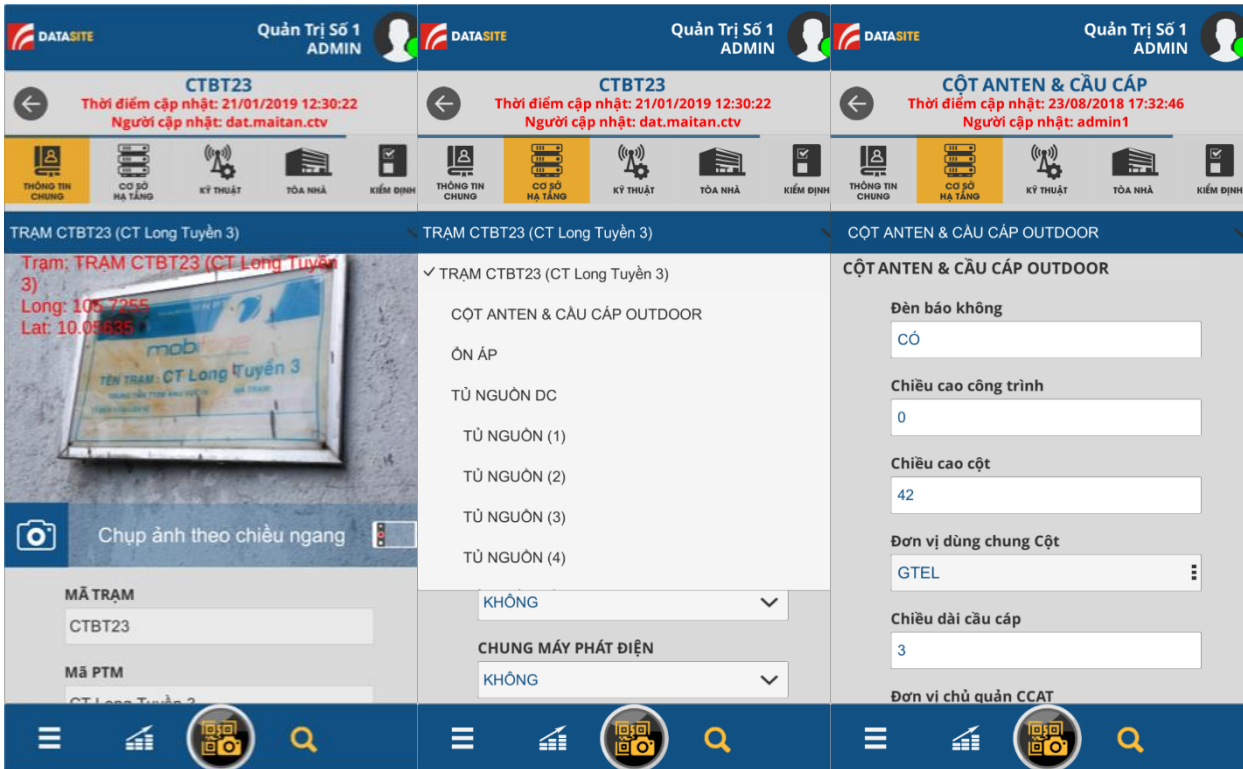 DATASITE
Quản Trị Số 1
ADMIN
CTBT23
Thời điểm cập nhật: 21/01/2019 12:30:22
Người cập nhật: dat.maitan.ctv
THÔNG TIN
CHUNG
CƠ SỞ
HẠ TẦNG
KỸ THUẬT
TÒA NHÀ
KIỂM ĐỊNH
TRẠM CTBT23 (CT Long Tuyền 3)
Trạm: TRẠM CTBT23 (CT Long Tuyền
3)
Long: 105.7255
Lat: 10.05635
mobifone
TÊN TRẠM: CT Long Tuyền 3
Chụp ảnh theo chiều ngang
MÃ TRẠM
CTBT23
Mã PTM
CT Long Tuyền 3
DATASITE
Quản Trị Số 1
ADMIN
CTBT23
Thời điểm cập nhật: 21/01/2019 12:30:22
Người cập nhật: dat.maitan.ctv
THÔNG TIN
CHUNG
CƠ SỞ
HẠ TẦNG
KỸ THUẬT
TÒA NHÀ
KIỂM ĐỊNH
TRẠM CTBT23 (CT Long Tuyền 3)
TRẠM CTBT23 (CT Long Tuyền 3)
CỘT ANTEN & CẦU CÁP OUTDOOR
ỔN ÁP
TỦ NGUỒN DC
TỦ NGUỒN (1)
TỦ NGUỒN (2)
TỦ NGUỒN (3)
TỦ NGUỒN (4)
KHÔNG
CHUNG MÁY PHÁT ĐIỆN
KHÔNG
DATASITE
Quản Trị Số 1
ADMIN
CỘT ANTEN & CẦU CÁP
Thời điểm cập nhật: 23/08/2018 17:32:46
Người cập nhật: admin1
THÔNG TIN
CHUNG
CƠ SỞ
HẠ TẦNG
KỸ THUẬT
TÒA NHÀ
KIỂM ĐỊNH
CỘT ANTEN & CẦU CÁP OUTDOOR
CỘT ANTEN & CẦU CÁP OUTDOOR
Đèn báo không
CÓ
Chiều cao công trình
0
Chiều cao cột
42
Đơn vị dùng chung Cột
GTEL
Chiều dài cầu cáp
3
Đơn vị chủ quản CCAT